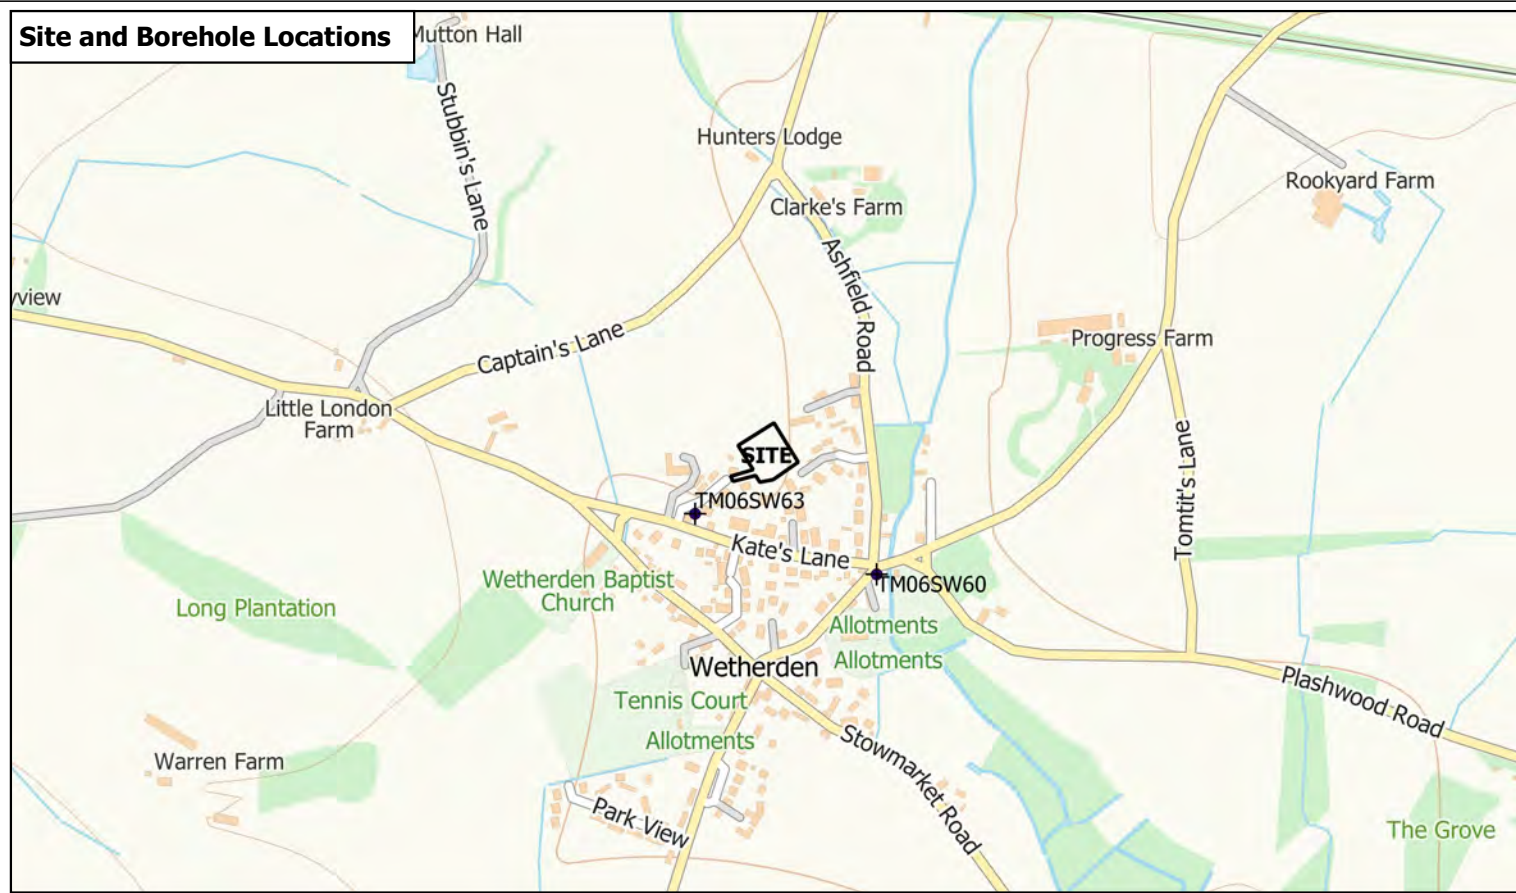 Site and Borehole Locations
Mutton Hall
Stubbin's Lane
Hunters Lodge
Rookyard Farm
Clarke's Farm
Ashfield Road
view
Captain's Lane
Progress Farm
Little London
Farm
SITE
TM06SW63
Tomtit's Lane
Kate's Lane
Wetherden Baptist
Church
TM06SW60
Long Plantation
Allotments
Allotments
Wetherden
Tennis Court
Plashwood Road
Allotments
Stowmarket Road
Warren Farm
Park View
The Grove